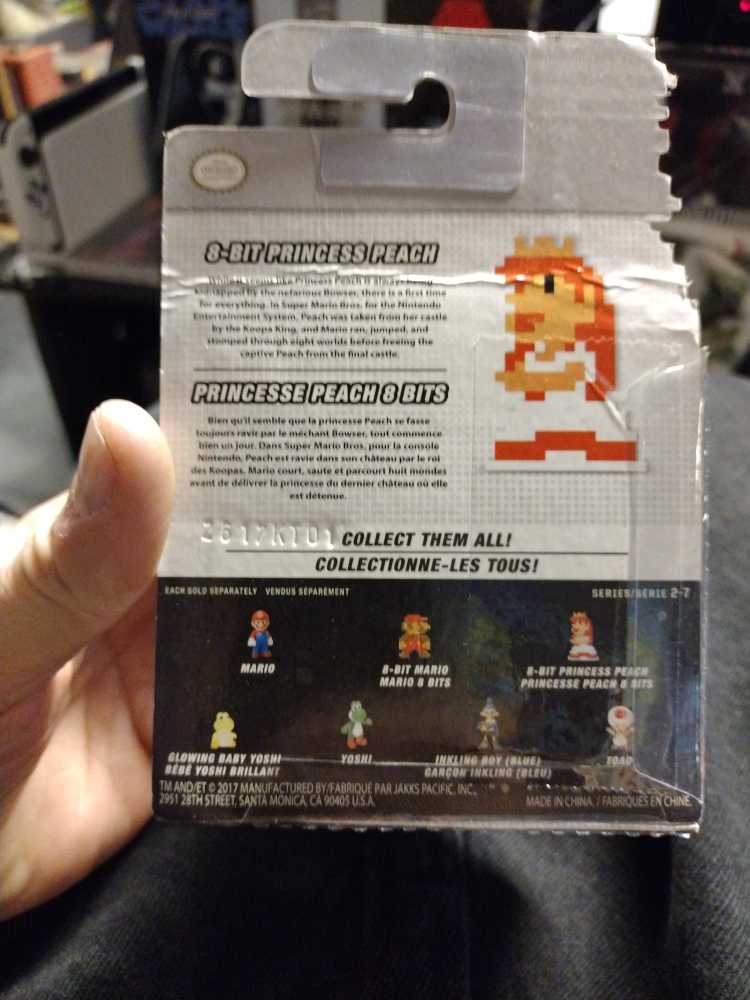 8-BIT PRINCESS PEACH
While it seems like Princess Peach is always being
kidnapped by the nefarious Bowser, there is a first time
for everything. In Super Mario Bros. for the Nintendo
Entertainment System, Peach was taken from her castle
by the Koopa King, and Mario ran, jumped, and
stomped through eight worlds before freeing the
captive Peach from the final castle.
PRINCESSE PEACH 8 BITS
Bien qu'il semble que la princesse Peach se fasse
toujours ravir par le méchant Bowser, tout commence
bien un jour. Dans Super Mario Bros. pour la console
Nintendo, Peach est ravie dans son château par le roi
des Koopas. Mario court, saute et parcourt huit mondes
avant de délivrer la princesse du dernier château où elle
est détenue.
COLLECT THEM ALL!
COLLECTIONNE-LES TOUS!
EACH SOLD SEPARATELY VENDUS SÉPARÉMENT
SERIES/SÉRIE 2-7
MARIO
8-BIT MARIO
MARIO 8 BITS
8-BIT PRINCESS PEACH
PRINCESSE PEACH 8 BITS
GLOWING BABY YOSHI
BÉBÉ YOSHI BRILLANT
YOSHI
INKLING BOY (BLUE)
GARÇON INKLING (BLEU)
TOAD
TM AND/ET © 2017 MANUFACTURED BY/FABRIQUÉ PAR JAKKS PACIFIC, INC.,
2951 28TH STREET, SANTA MONICA, CA 90405 U.S.A.
MADE IN CHINA. / FABRIQUÉS EN CHINE.